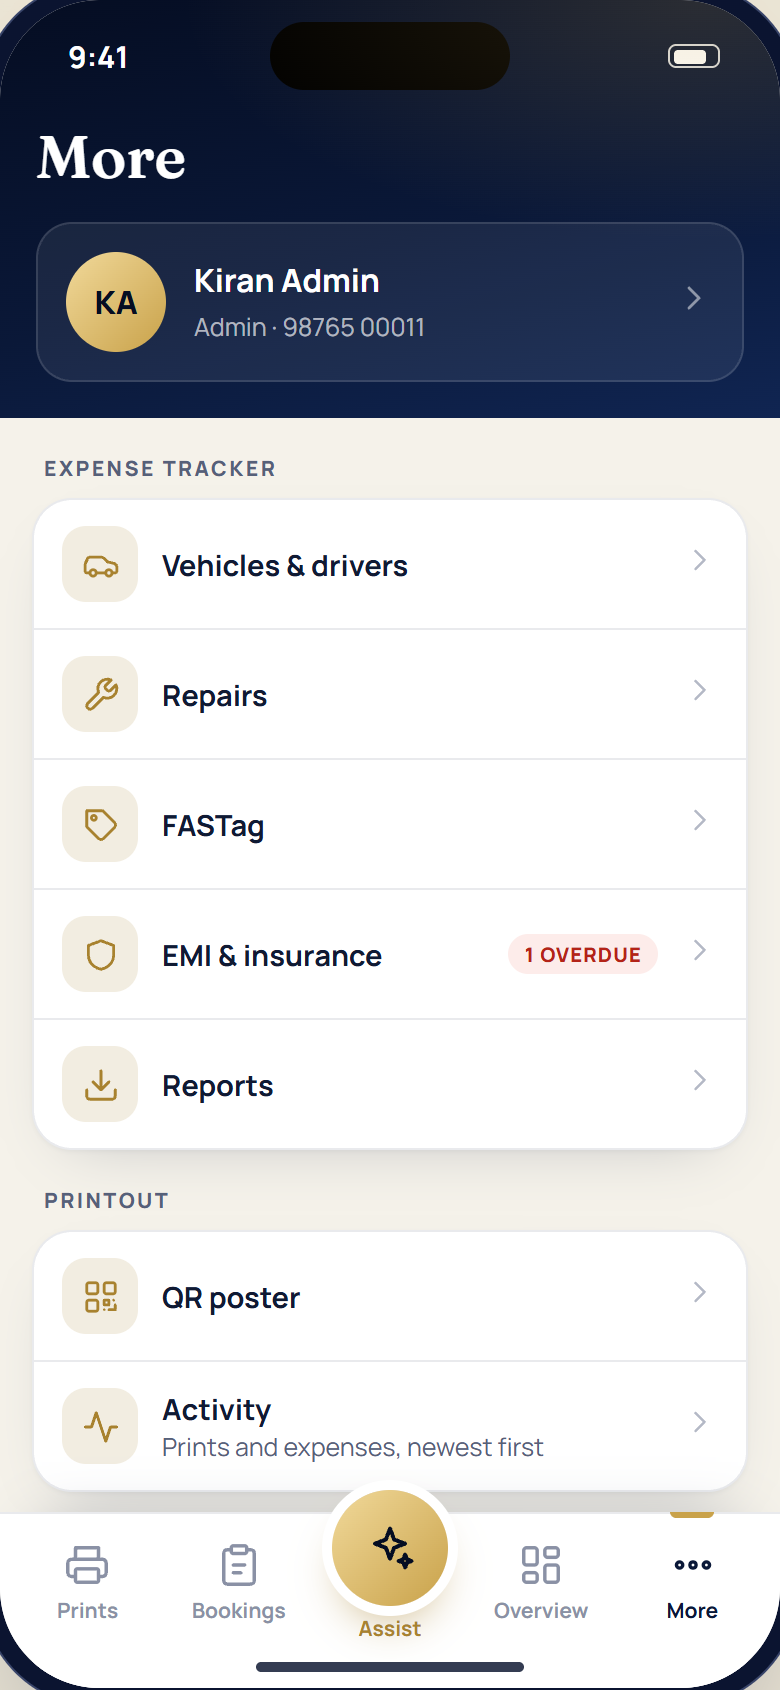 9:41
More
KA
Kiran Admin
Admin · 98765 00011
EXPENSE TRACKER
Vehicles & drivers
Repairs
FASTag
EMI & insurance
1 OVERDUE
Reports
PRINTOUT
QR poster
Activity
Prints and expenses, newest first
Prints
Bookings
Assist
Overview
More